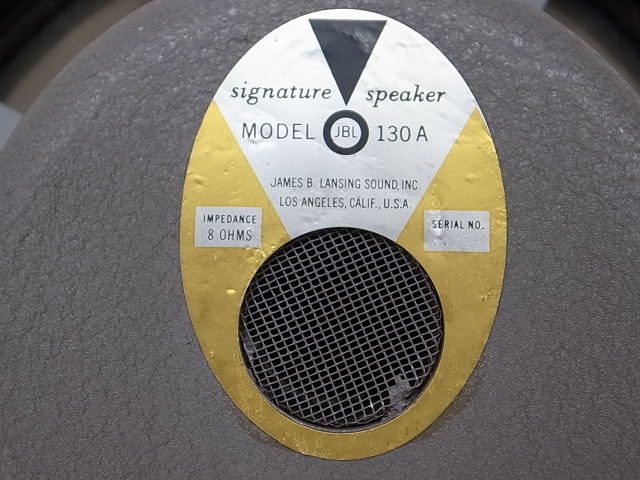 signature speaker
MODEL JBL 130 A
JAMES B. LANSING SOUND, INC.
LOS ANGELES, CALIF., U.S.A.
IMPEDANCE
8 OHMS
SERIAL NO.